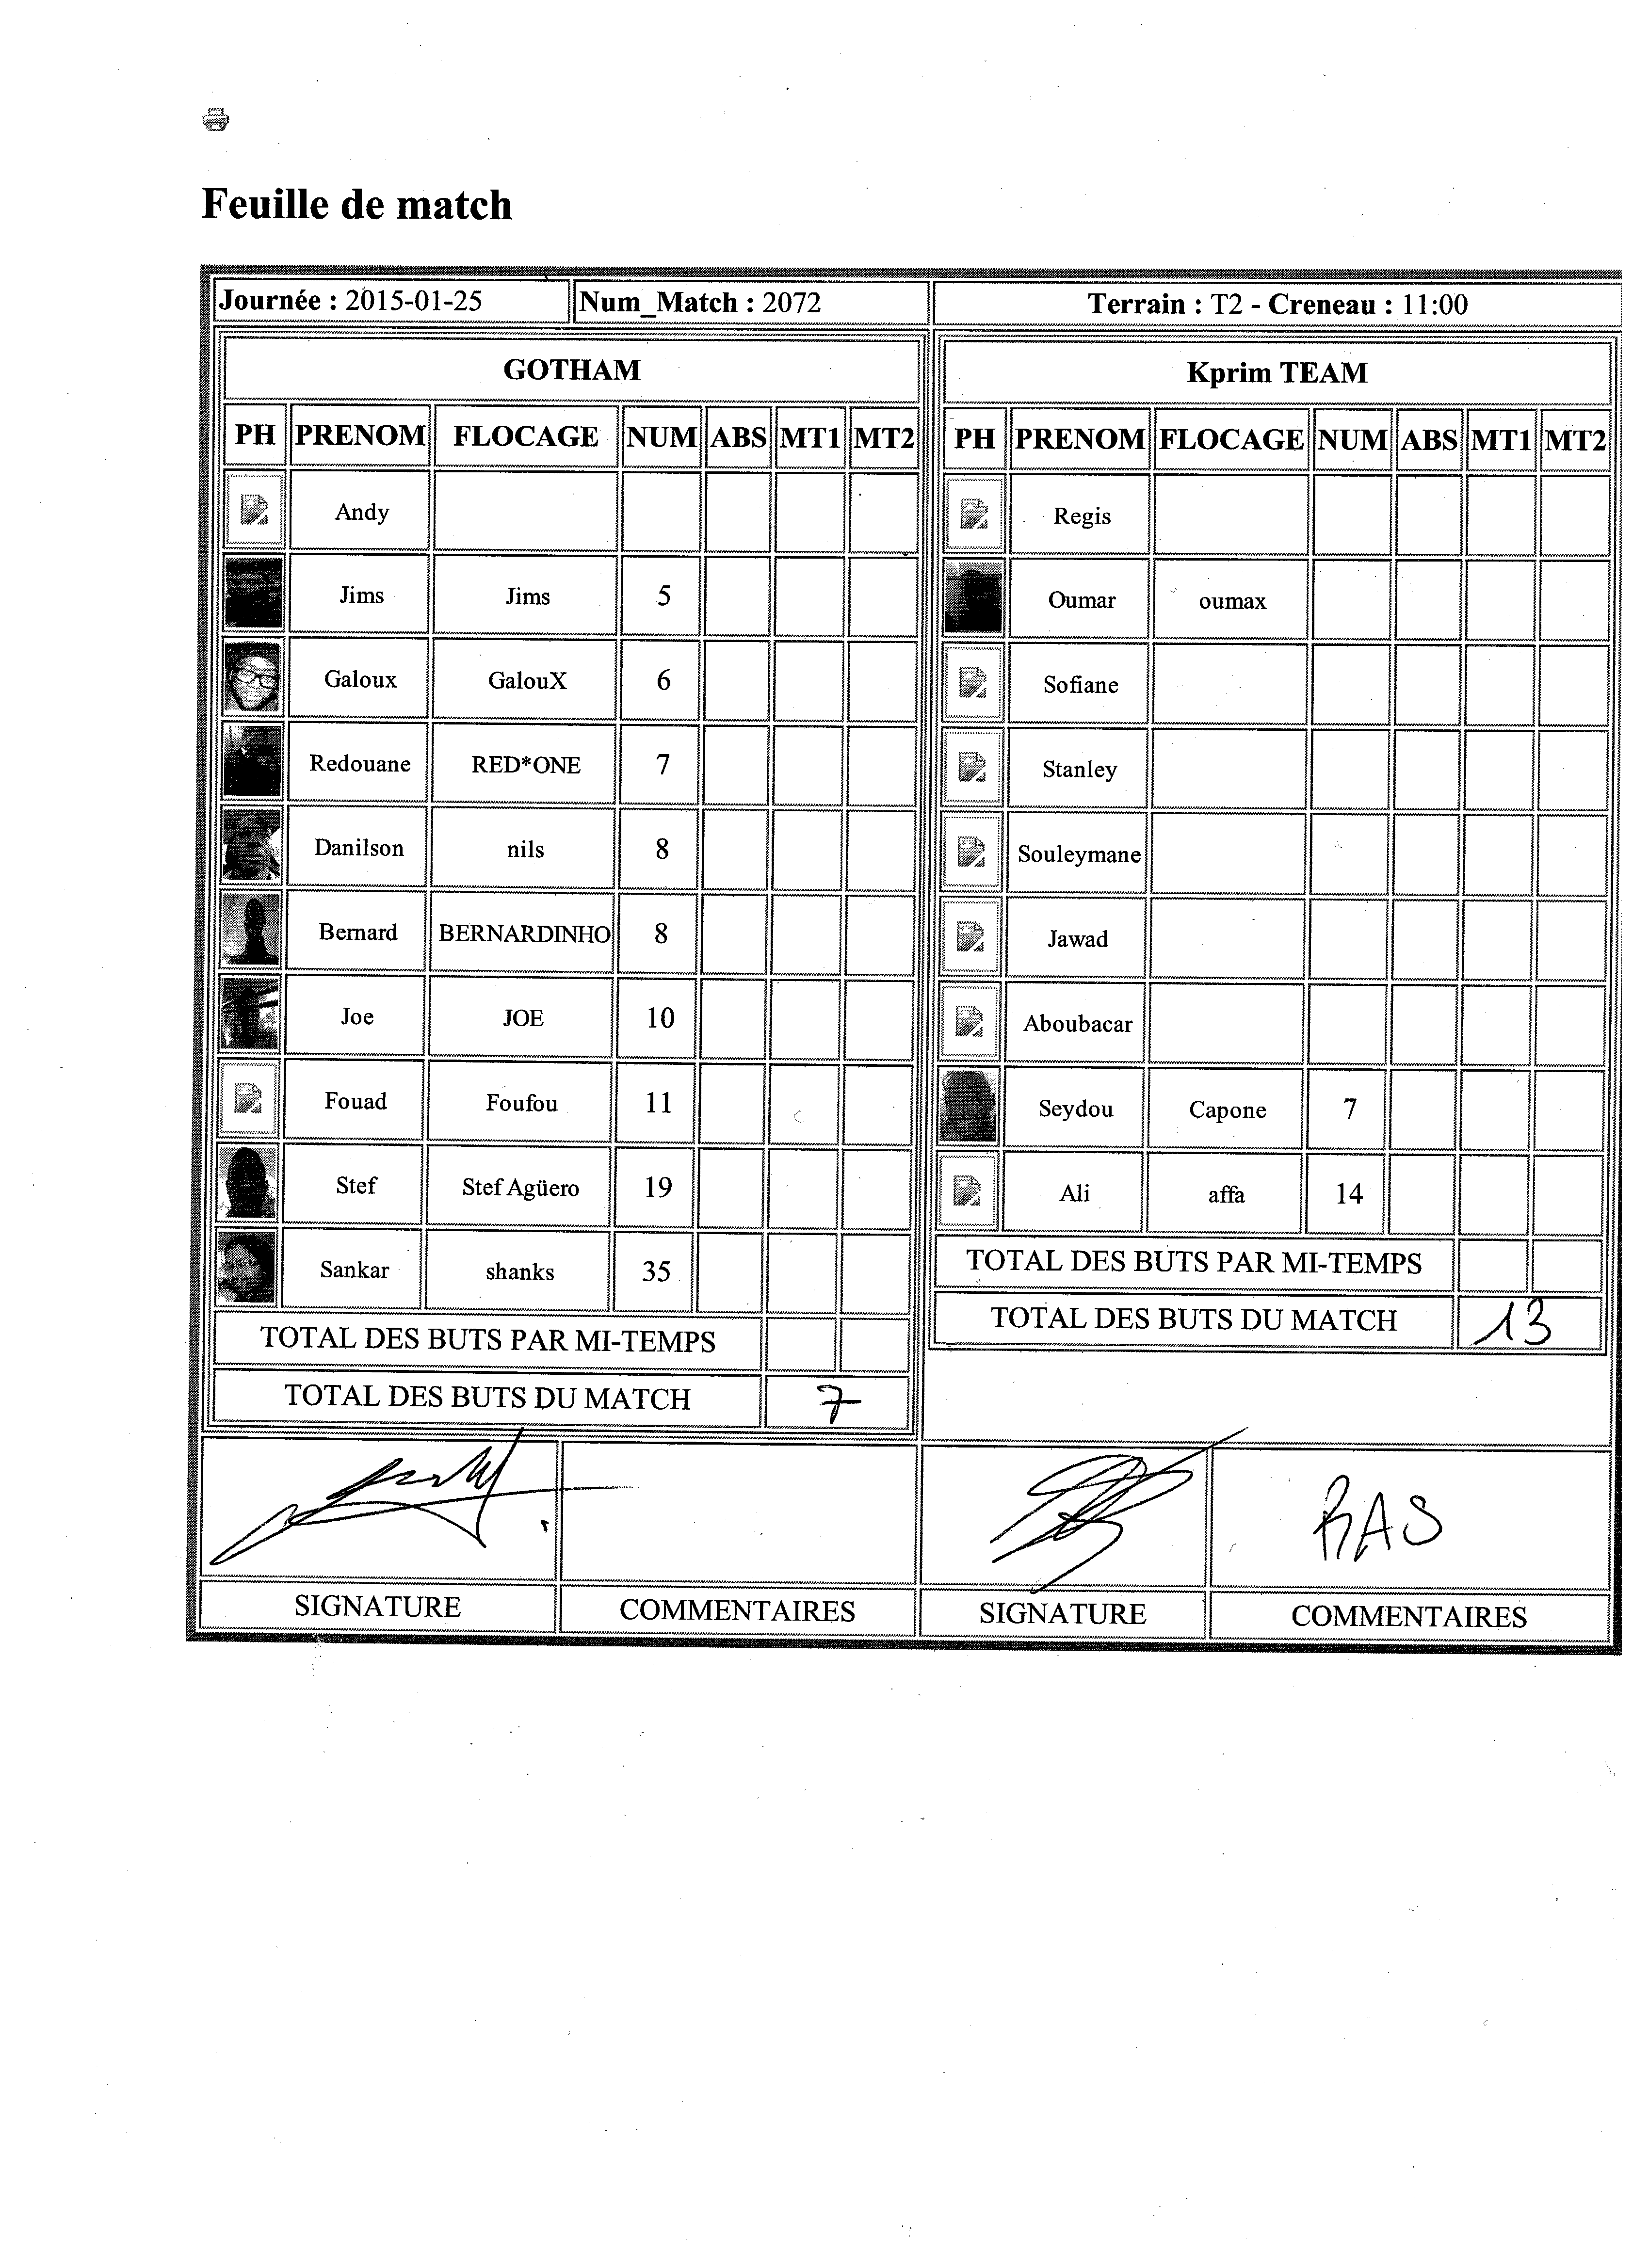 Feuille de match
Journée : 2015-01-25 Num_Match : 2072 Terrain : T2 - Creneau : 11:00
GOTHAM
PH PRENOM FLOCAGE NUM ABS MT1 MT2
Andy
Jims Jims 5
Galoux GalouX 6
Redouane RED*ONE 7
Danilson nils 8
Bernard BERNARDINHO 8
Joe JOE 10
Fouad Foufou 11
Stef Stef Agüero 19
Sankar shanks 35
TOTAL DES BUTS PAR MI-TEMPS
TOTAL DES BUTS DU MATCH 7
Kprim TEAM
PH PRENOM FLOCAGE NUM ABS MT1 MT2
Regis
Oumar oumax
Sofiane
Stanley
Souleymane
Jawad
Aboubacar
Seydou Capone 7
Ali affa 14
TOTAL DES BUTS PAR MI-TEMPS
TOTAL DES BUTS DU MATCH 13
RAS
SIGNATURE COMMENTAIRES SIGNATURE COMMENTAIRES